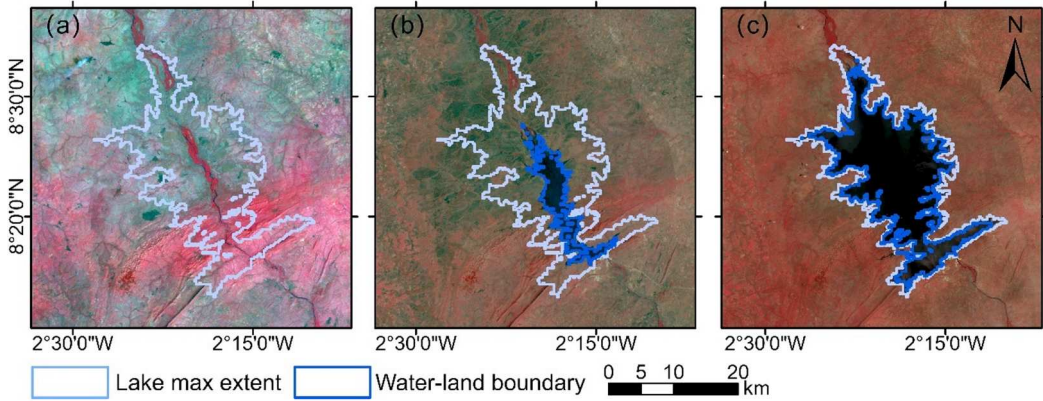 (a) (b) (c) N
8°30'0"N
8°20'0"N
2°30'0"W 2°15'0"W 2°30'0"W 2°15'0"W 2°30'0"W 2°15'0"W
Lake max extent Water-land boundary 0 5 10 20
km